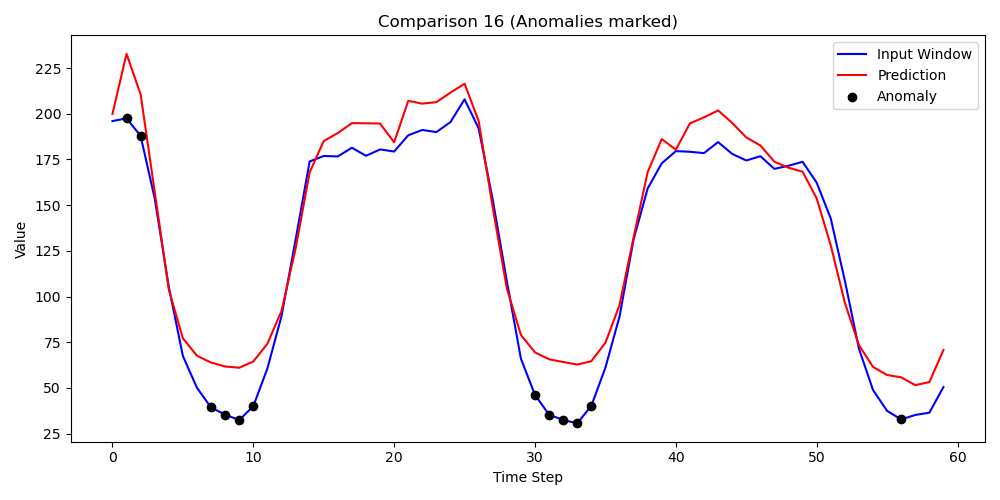 Comparison 16 (Anomalies marked)
Input Window
Prediction
Anomaly
Value
225
200
175
150
125
100
75
50
25
0 10 20 30 40 50 60
Time Step